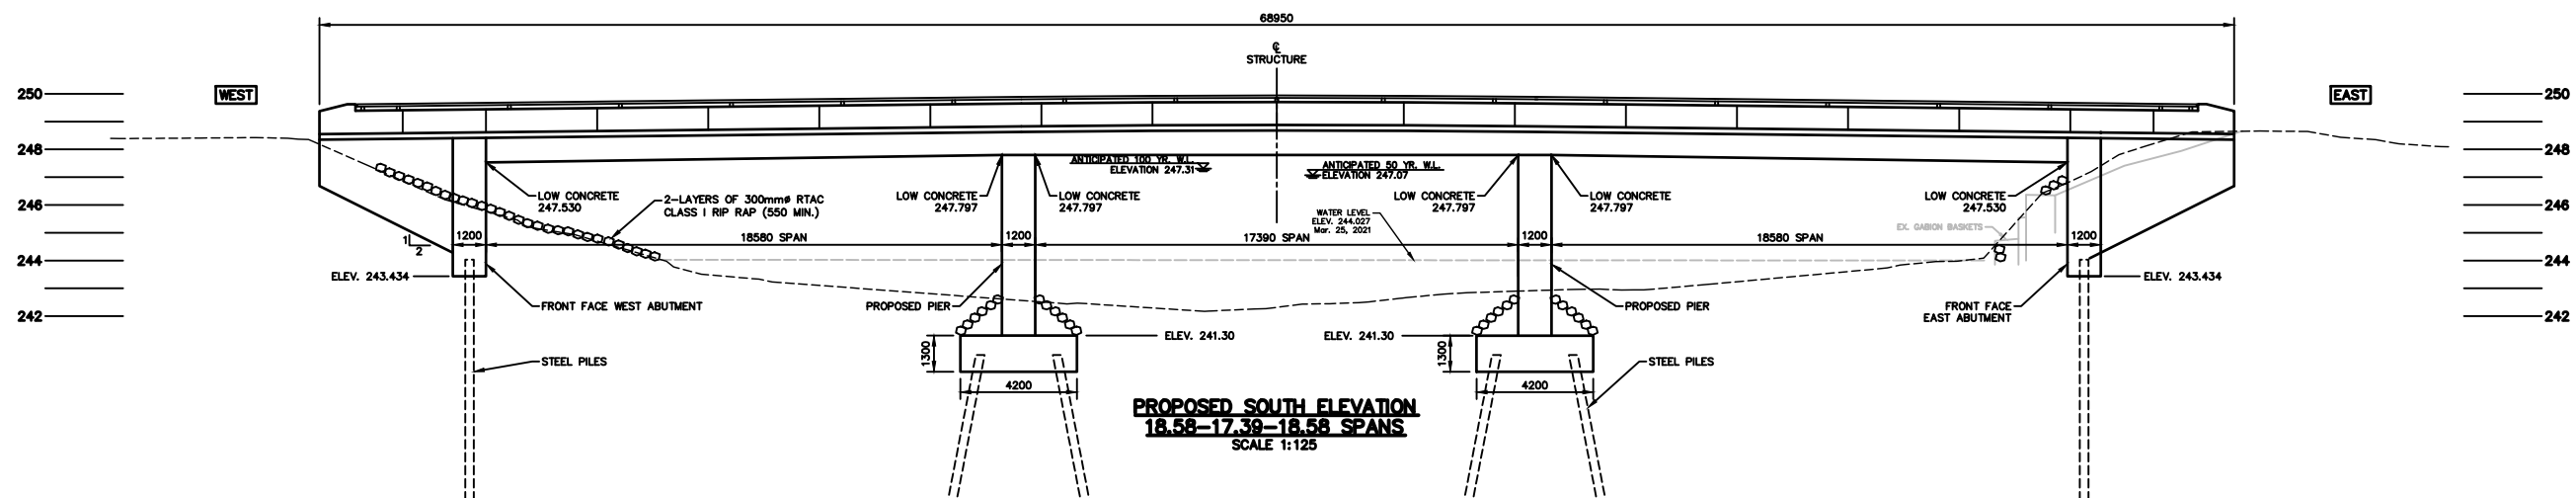 68950
℄
STRUCTURE
250
WEST
EAST
250
248
248
ANTICIPATED 100 YR. W.L.
ELEVATION 247.31
ANTICIPATED 50 YR. W.L.
ELEVATION 247.07
LOW CONCRETE
247.530
2-LAYERS OF 300mmø RTAC
CLASS I RIP RAP (550 MIN.)
LOW CONCRETE
247.797
LOW CONCRETE
247.797
LOW CONCRETE
247.797
LOW CONCRETE
247.797
LOW CONCRETE
247.530
246
246
WATER LEVEL
ELEV. 244.027
Mar. 25, 2021
EX. GABION BASKETS
1
2
1200
18580 SPAN
1200
17390 SPAN
1200
18580 SPAN
1200
244
244
ELEV. 243.434
ELEV. 243.434
FRONT FACE WEST ABUTMENT
PROPOSED PIER
PROPOSED PIER
FRONT FACE
EAST ABUTMENT
242
242
ELEV. 241.30
ELEV. 241.30
1300
1300
STEEL PILES
STEEL PILES
4200
4200
PROPOSED SOUTH ELEVATION
18.58-17.39-18.58 SPANS
SCALE 1:125